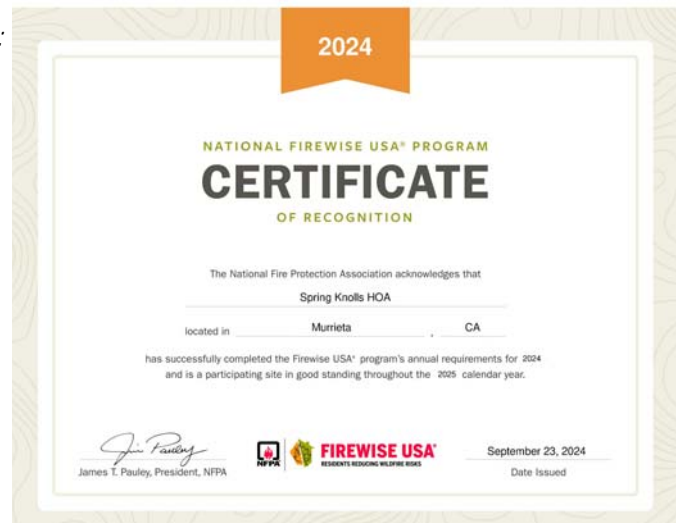 2024
NATIONAL FIREWISE USA® PROGRAM
CERTIFICATE
OF RECOGNITION
The National Fire Protection Association acknowledges that
Spring Knolls HOA
located in Murrieta , CA
has successfully completed the Firewise USA® program's annual requirements for 2024
and is a participating site in good standing throughout the 2025 calendar year.
Jim Pauley
James T. Pauley, President, NFPA
NFPA
FIREWISE USA®
RESIDENTS REDUCING WILDFIRE RISKS
September 23, 2024
Date Issued